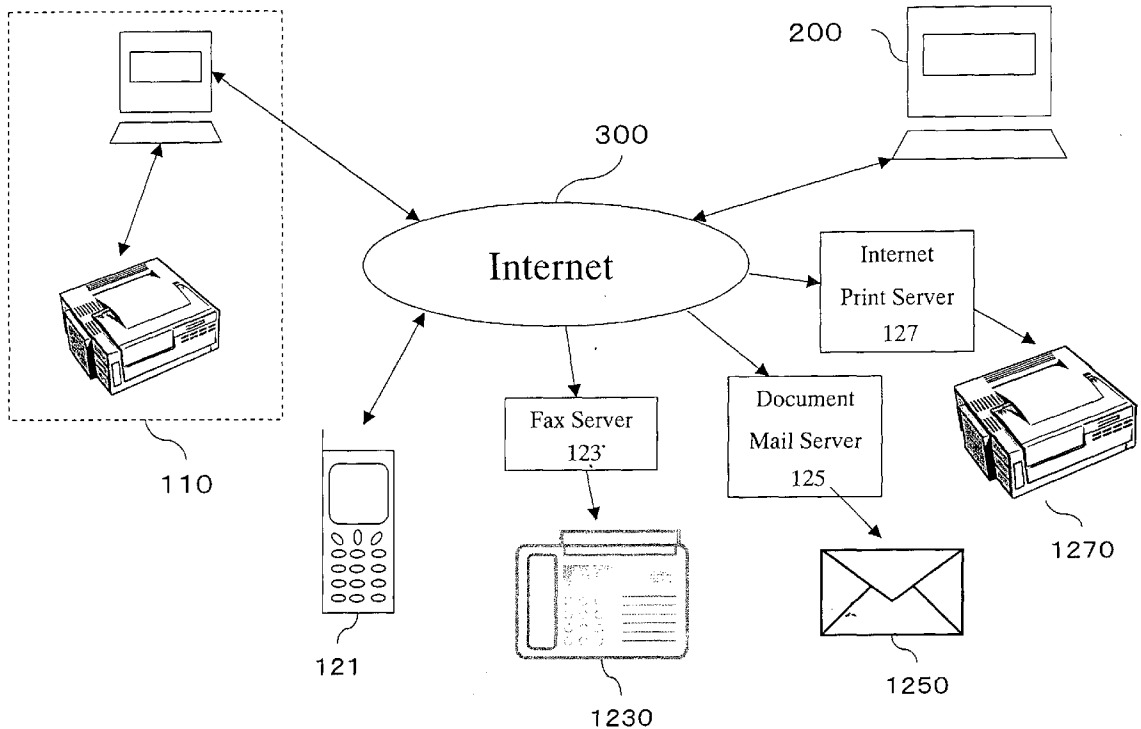 200
300
Internet
Internet
Print Server
127
Document
Mail Server
125
Fax Server
123
110
121
1230
1250
1270